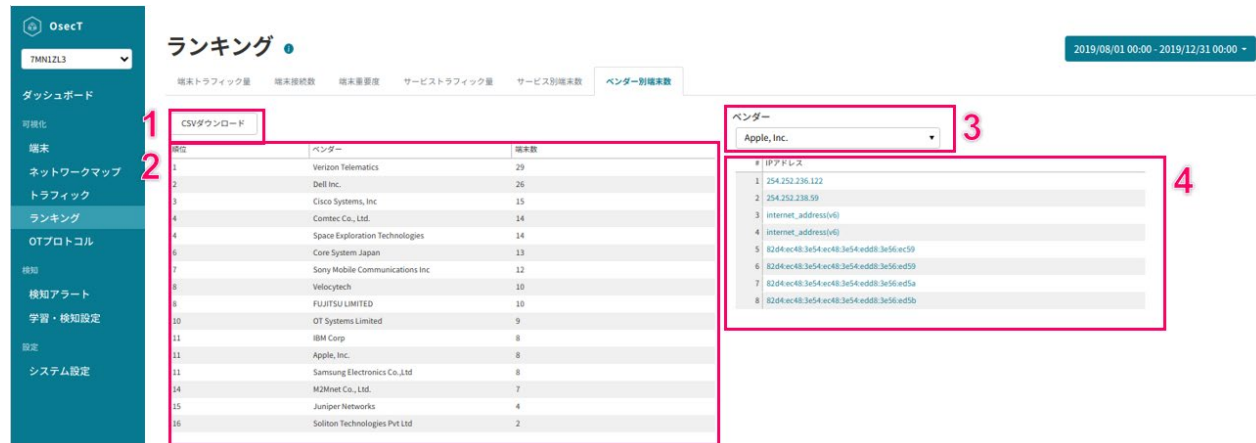 OsecT
7MN1ZL3
ダッシュボード
可視化
端末
ネットワークマップ
トラフィック
ランキング
OTプロトコル
検知
検知アラート
学習・検知設定
設定
システム設定
ランキング
2019/08/01 00:00 - 2019/12/31 00:00
端末トラフィック量 端末接続数 端末重要度 サービストラフィック量 サービス別端末数 ベンダー別端末数
1
CSVダウンロード
2
順位 ベンダー 端末数
1 Verizon Telematics 29
2 Dell Inc. 26
3 Cisco Systems, Inc 15
4 Comtec Co., Ltd. 14
4 Space Exploration Technologies 14
6 Core System Japan 13
7 Sony Mobile Communications Inc 12
8 Velocytech 10
8 FUJITSU LIMITED 10
10 OT Systems Limited 9
11 IBM Corp 8
11 Apple, Inc. 8
11 Samsung Electronics Co.,Ltd 8
14 M2Mnet Co., Ltd. 7
15 Juniper Networks 4
16 Soliton Technologies Pvt Ltd 2
ベンダー
Apple, Inc.
3
# IPアドレス
1 254.252.236.122
2 254.252.238.59
3 internet_address(v6)
4 internet_address(v6)
5 82d4:ec48:3e54:ec48:3e54:edd8:3e56:ec59
6 82d4:ec48:3e54:ec48:3e54:edd8:3e56:ed59
7 82d4:ec48:3e54:ec48:3e54:edd8:3e56:ed5a
8 82d4:ec48:3e54:ec48:3e54:edd8:3e56:ed5b
4